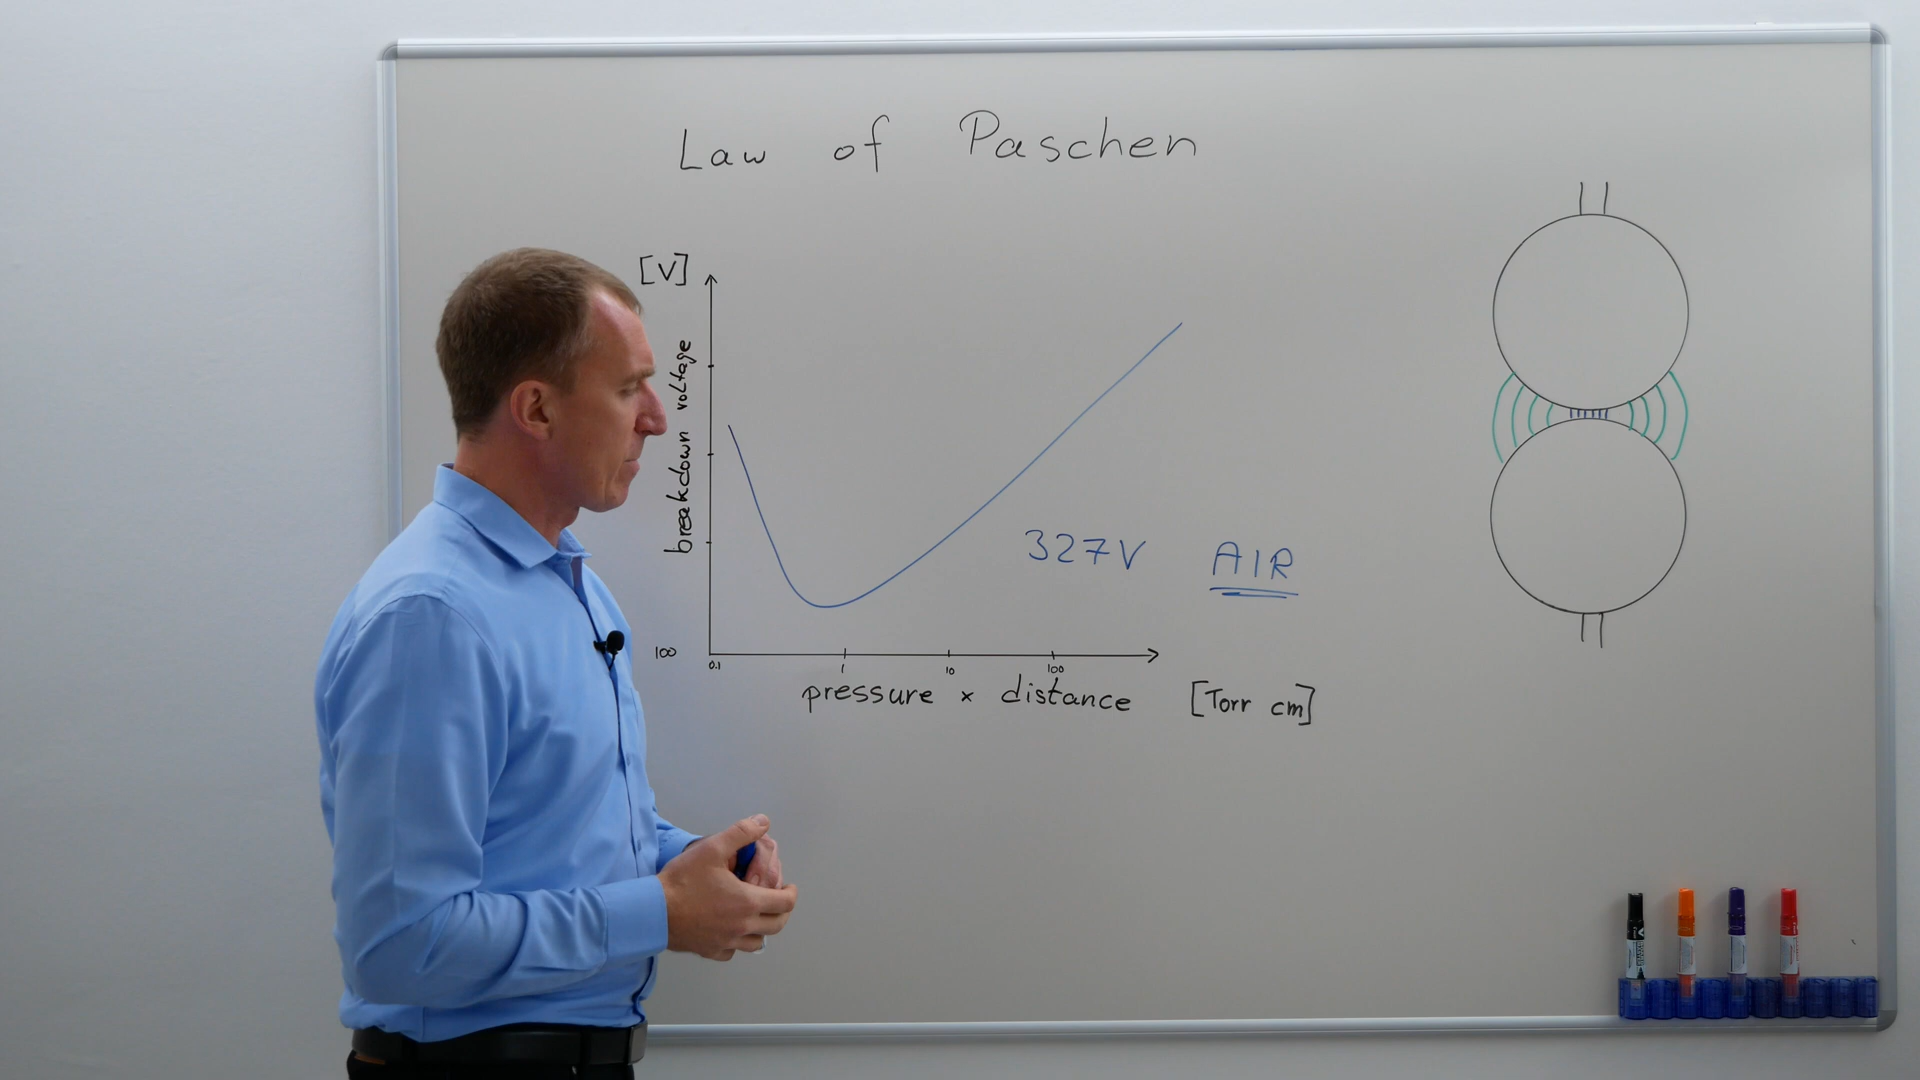 Law of Paschen
[V]
breakdown voltage
327V AIR
100
0.1 1 10 100
pressure × distance [Torr cm]